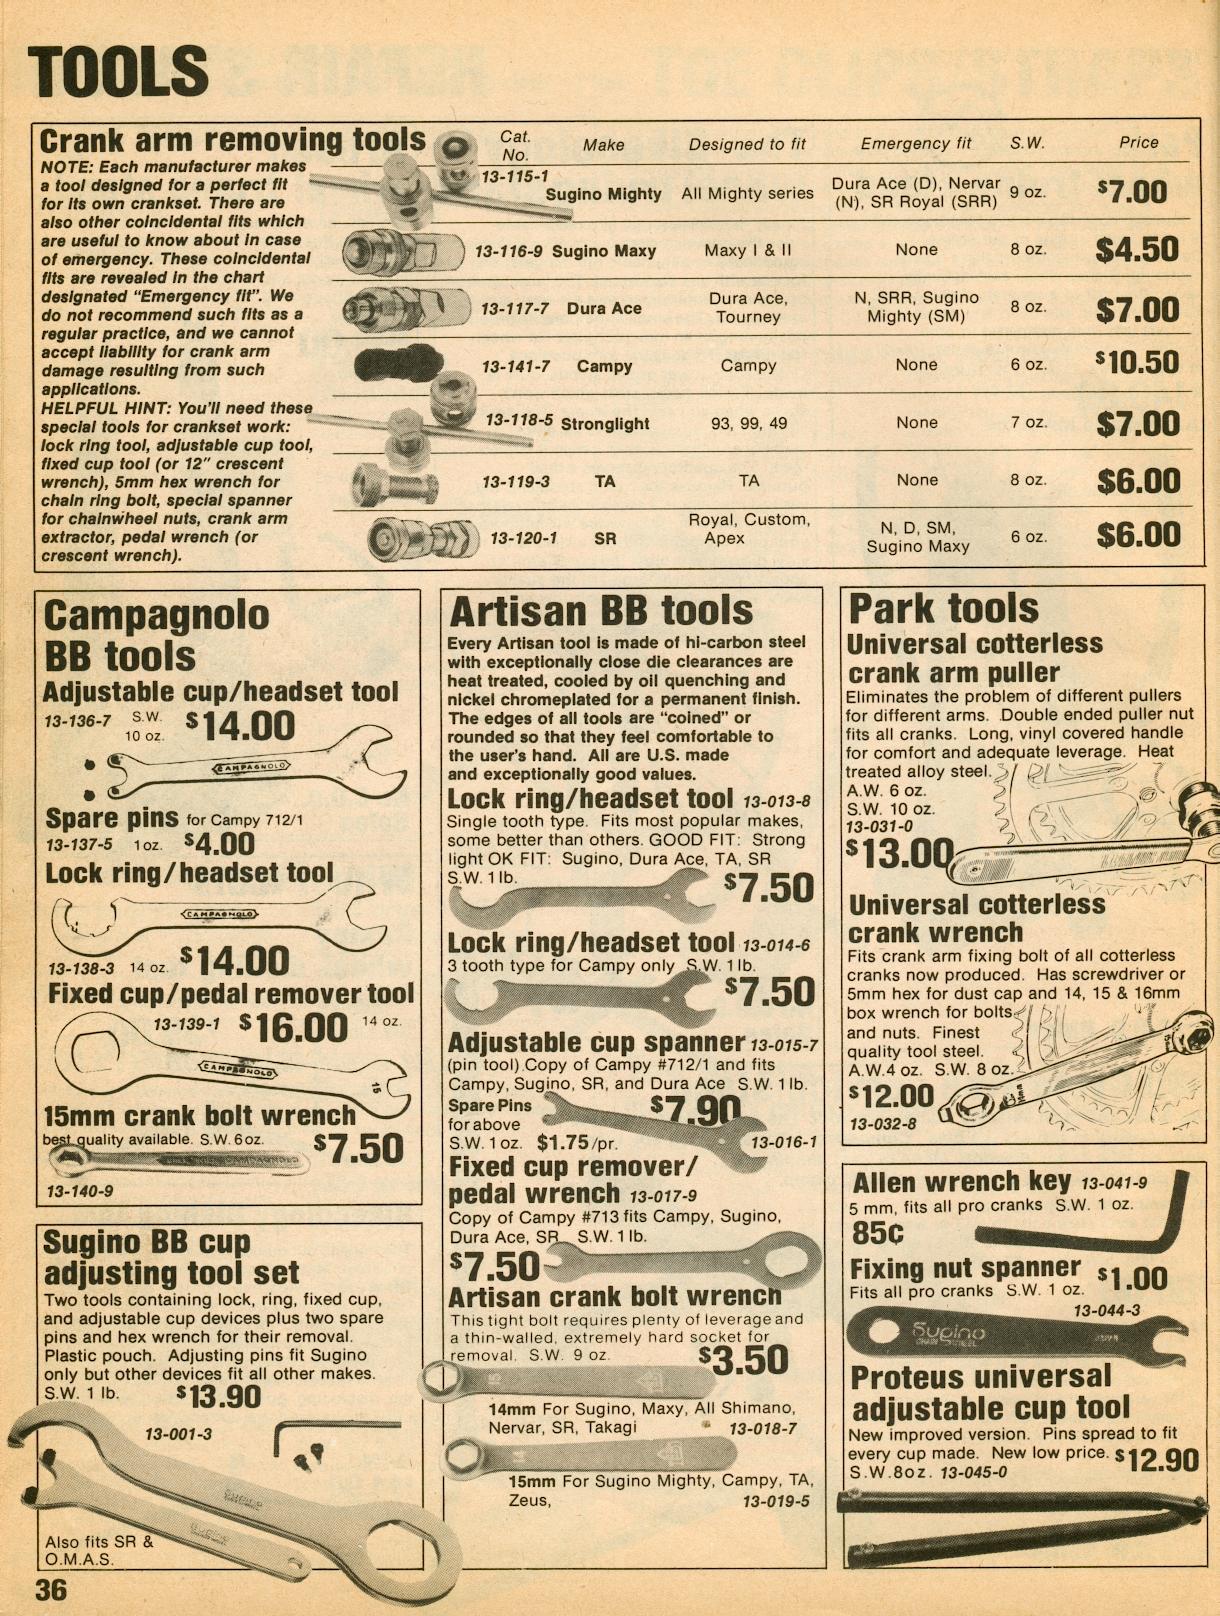 TOOLS
Crank arm removing tools
NOTE: Each manufacturer makes
a tool designed for a perfect fit
for its own crankset. There are
also other coincidental fits which
are useful to know about in case
of emergency. These coincidental
fits are revealed in the chart
designated "Emergency fit". We
do not recommend such fits as a
regular practice, and we cannot
accept liability for crank arm
damage resulting from such
applications.
HELPFUL HINT: You'll need these
special tools for crankset work:
lock ring tool, adjustable cup tool,
fixed cup tool (or 12" crescent
wrench), 5mm hex wrench for
chain ring bolt, special spanner
for chainwheel nuts, crank arm
extractor, pedal wrench (or
crescent wrench).
Cat. No. Make Designed to fit Emergency fit S.W. Price
13-115-1 Sugino Mighty All Mighty series Dura Ace (D), Nervar (N), SR Royal (SRR) 9 oz. $7.00
13-116-9 Sugino Maxy Maxy I & II None 8 oz. $4.50
13-117-7 Dura Ace Dura Ace, Tourney N, SRR, Sugino Mighty (SM) 8 oz. $7.00
13-141-7 Campy Campy None 6 oz. $10.50
13-118-5 Stronglight 93, 99, 49 None 7 oz. $7.00
13-119-3 TA TA None 8 oz. $6.00
13-120-1 SR Royal, Custom, Apex N, D, SM, Sugino Maxy 6 oz. $6.00
Campagnolo
BB tools
Adjustable cup/headset tool
13-136-7 S.W. 10 oz. $14.00
CAMPAGNOLO
Spare pins for Campy 712/1
13-137-5 1oz. $4.00
Lock ring/headset tool
CAMPAGNOLO
13-138-3 14 oz. $14.00
Fixed cup/pedal remover tool
13-139-1 $16.00 14 oz.
CAMPAGNOLO
15
15mm crank bolt wrench
best quality available. S.W. 6oz. $7.50
CAMPAGNOLO
13-140-9
Sugino BB cup
adjusting tool set
Two tools containing lock, ring, fixed cup,
and adjustable cup devices plus two spare
pins and hex wrench for their removal.
Plastic pouch. Adjusting pins fit Sugino
only but other devices fit all other makes.
S.W. 1 lb. $13.90
13-001-3
Also fits SR &
O.M.A.S.
Artisan BB tools
Every Artisan tool is made of hi-carbon steel
with exceptionally close die clearances are
heat treated, cooled by oil quenching and
nickel chromeplated for a permanent finish.
The edges of all tools are "coined" or
rounded so that they feel comfortable to
the user's hand. All are U.S. made
and exceptionally good values.
Lock ring/headset tool 13-013-8
Single tooth type. Fits most popular makes,
some better than others. GOOD FIT: Strong
light OK FIT: Sugino, Dura Ace, TA, SR
S.W. 1lb. $7.50
Lock ring/headset tool 13-014-6
3 tooth type for Campy only S.W. 1lb.
$7.50
Adjustable cup spanner 13-015-7
(pin tool) Copy of Campy #712/1 and fits
Campy, Sugino, SR, and Dura Ace S.W. 1lb.
Spare Pins $7.90
for above
S.W. 1oz. $1.75/pr. 13-016-1
Fixed cup remover/
pedal wrench 13-017-9
Copy of Campy #713 fits Campy, Sugino,
Dura Ace, SR S.W. 1lb.
$7.50
Artisan crank bolt wrench
This tight bolt requires plenty of leverage and
a thin-walled, extremely hard socket for
removal. S.W. 9 oz. $3.50
15
14mm For Sugino, Maxy, All Shimano,
Nervar, SR, Takagi 13-018-7
14
15mm For Sugino Mighty, Campy, TA,
Zeus, 13-019-5
Park tools
Universal cotterless
crank arm puller
Eliminates the problem of different pullers
for different arms. Double ended puller nut
fits all cranks. Long, vinyl covered handle
for comfort and adequate leverage. Heat
treated alloy steel.
A.W. 6 oz.
S.W. 10 oz.
13-031-0
$13.00
Universal cotterless
crank wrench
Fits crank arm fixing bolt of all cotterless
cranks now produced. Has screwdriver or
5mm hex for dust cap and 14, 15 & 16mm
box wrench for bolts
and nuts. Finest
quality tool steel.
A.W. 4 oz. S.W. 8 oz.
$12.00
13-032-8
Allen wrench key 13-041-9
5 mm, fits all pro cranks S.W. 1 oz.
85¢
Fixing nut spanner $1.00
Fits all pro cranks S.W. 1 oz.
13-044-3
Sugino
Proteus universal
adjustable cup tool
New improved version. Pins spread to fit
every cup made. New low price. $12.90
S.W. 8oz. 13-045-0
36